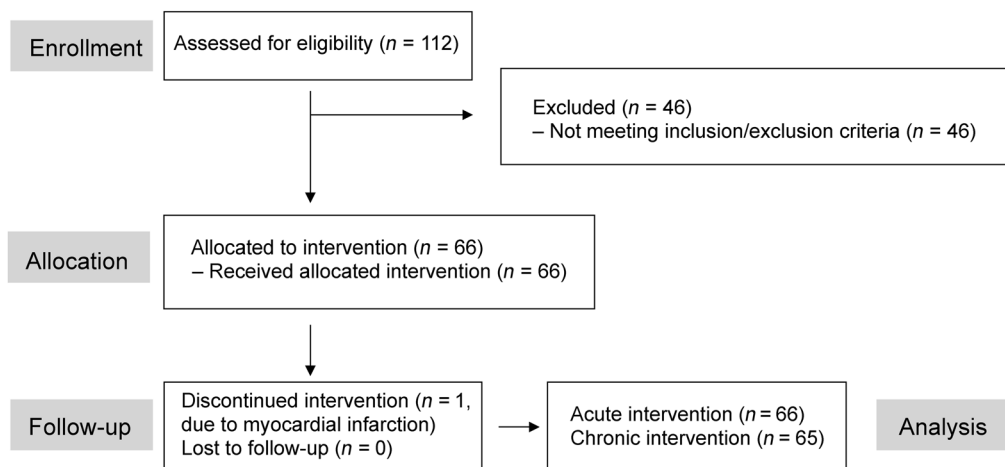 Enrollment
Assessed for eligibility (n = 112)
Excluded (n = 46)
– Not meeting inclusion/exclusion criteria (n = 46)
Allocation
Allocated to intervention (n = 66)
– Received allocated intervention (n = 66)
Follow-up
Discontinued intervention (n = 1,
due to myocardial infarction)
Lost to follow-up (n = 0)
Acute intervention (n = 66)
Chronic intervention (n = 65)
Analysis